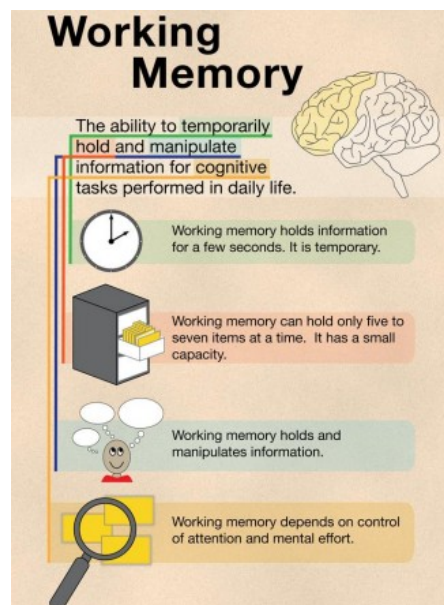 Working
Memory
The ability to temporarily
hold and manipulate
information for cognitive
tasks performed in daily life.
Working memory holds information
for a few seconds. It is temporary.
Working memory can hold only five to
seven items at a time. It has a small
capacity.
Working memory holds and
manipulates information.
Working memory depends on control
of attention and mental effort.